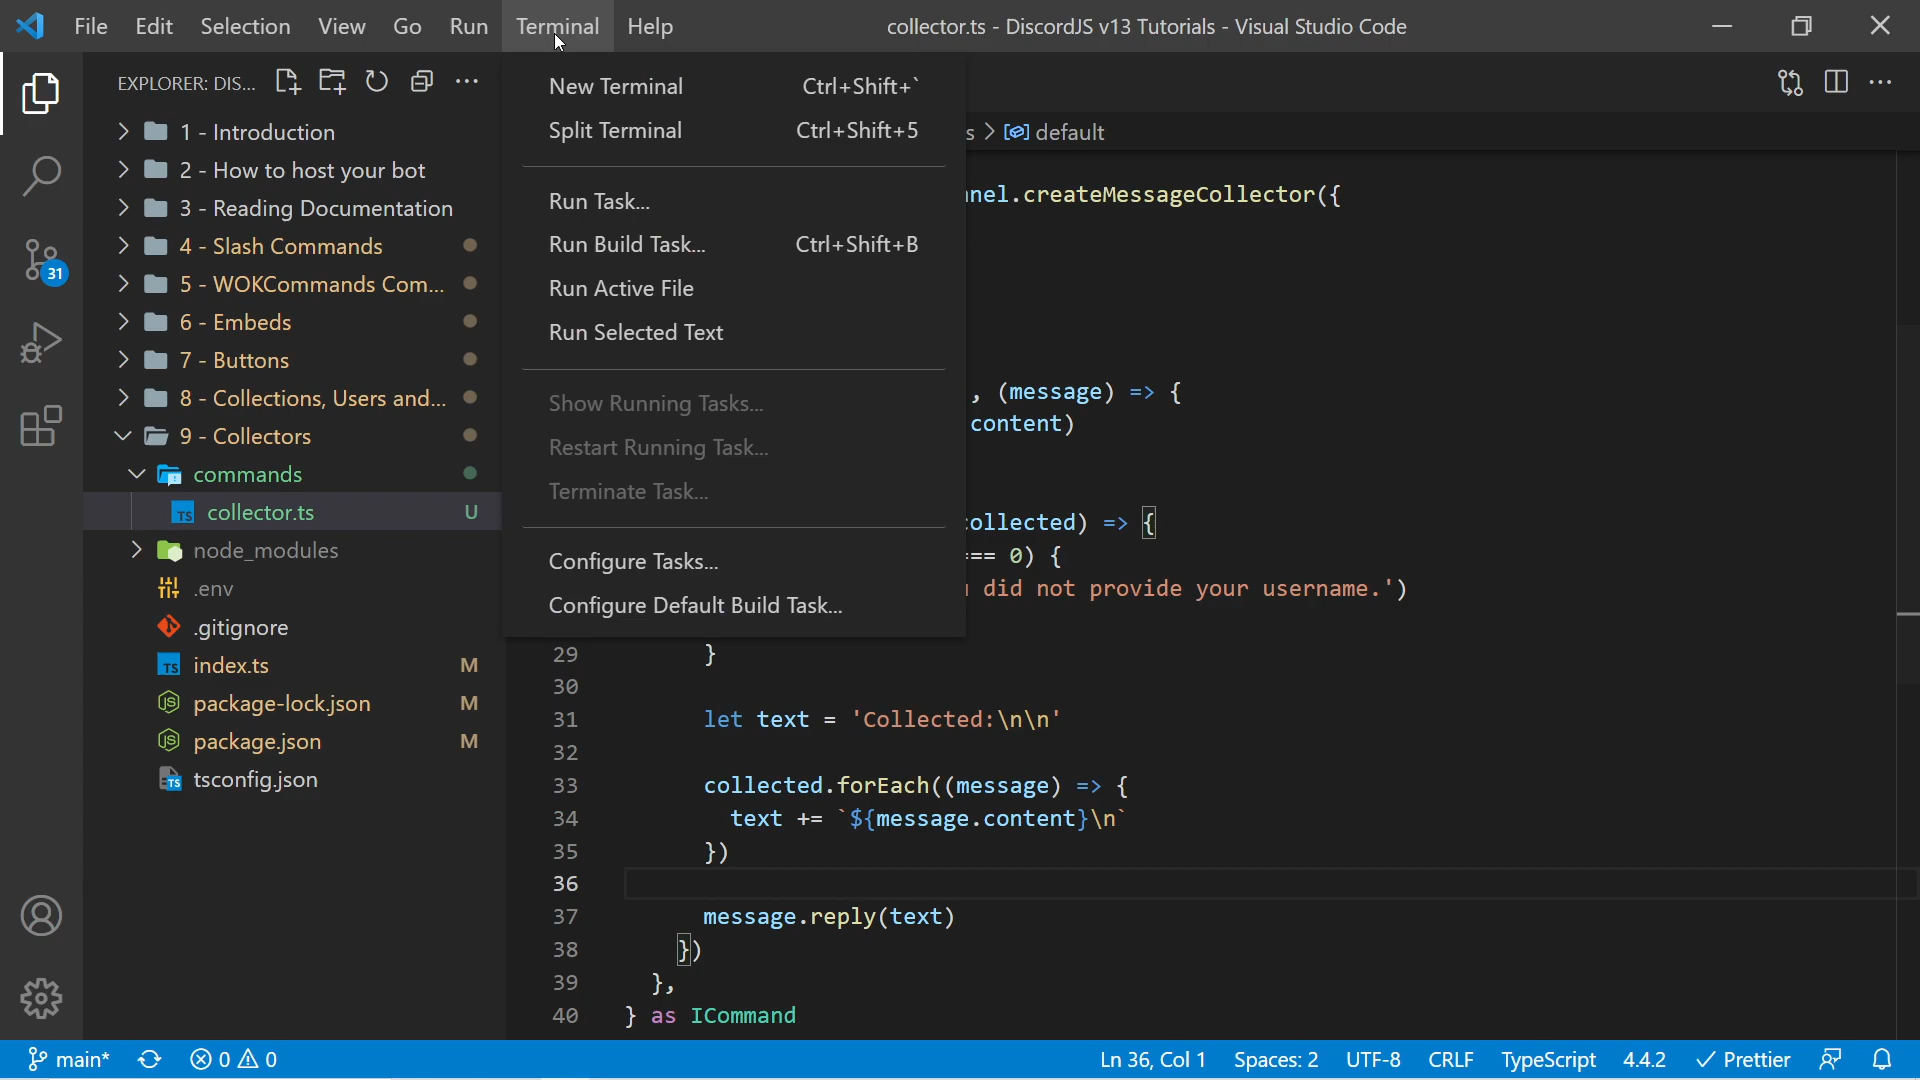 File Edit Selection View Go Run Terminal Help collector.ts - DiscordJS v13 Tutorials - Visual Studio Code
EXPLORER: DIS...
1 - Introduction
2 - How to host your bot
3 - Reading Documentation
4 - Slash Commands
5 - WOKCommands Com...
6 - Embeds
7 - Buttons
8 - Collections, Users and...
9 - Collectors
commands
collector.ts U
node_modules
.env
.gitignore
index.ts M
package-lock.json M
package.json M
tsconfig.json
31
New Terminal Ctrl+Shift+`
Split Terminal Ctrl+Shift+5
Run Task...
Run Build Task... Ctrl+Shift+B
Run Active File
Run Selected Text
Show Running Tasks...
Restart Running Task...
Terminate Task...
Configure Tasks...
Configure Default Build Task...
s > default
nel.createMessageCollector({
, (message) => {
content)
ollected) => {
== 0) {
did not provide your username.')
29 }
30
31 let text = 'Collected:\n\n'
32
33 collected.forEach((message) => {
34 text += `${message.content}\n`
35 })
36
37 message.reply(text)
38 })
39 },
40 } as ICommand
main* 0 0 Ln 36, Col 1 Spaces: 2 UTF-8 CRLF TypeScript 4.4.2 Prettier